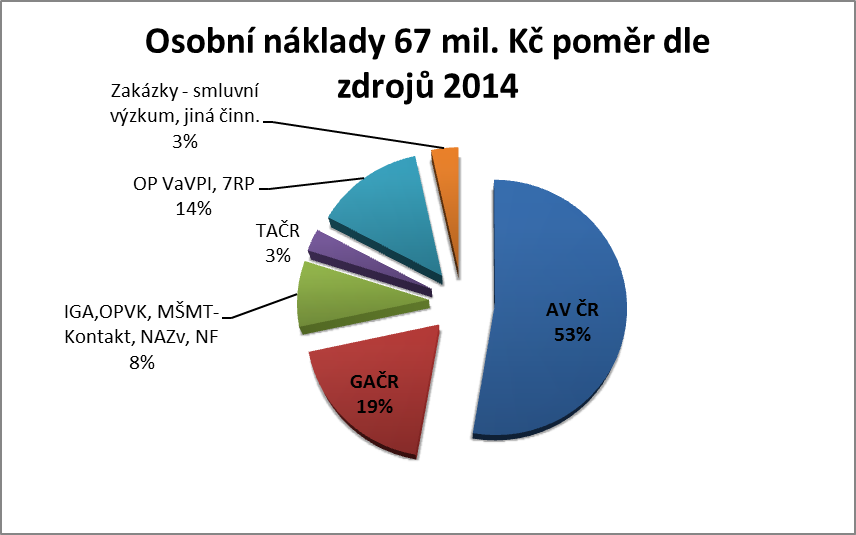 Osobní náklady 67 mil. Kč poměr dle
zdrojů 2014
Zakázky - smluvní
výzkum, jiná činn.
3%
OP VaVPI, 7RP
14%
TAČR
3%
IGA,OPVK, MŠMT-
Kontakt, NAZv, NF
8%
GAČR
19%
AV ČR
53%